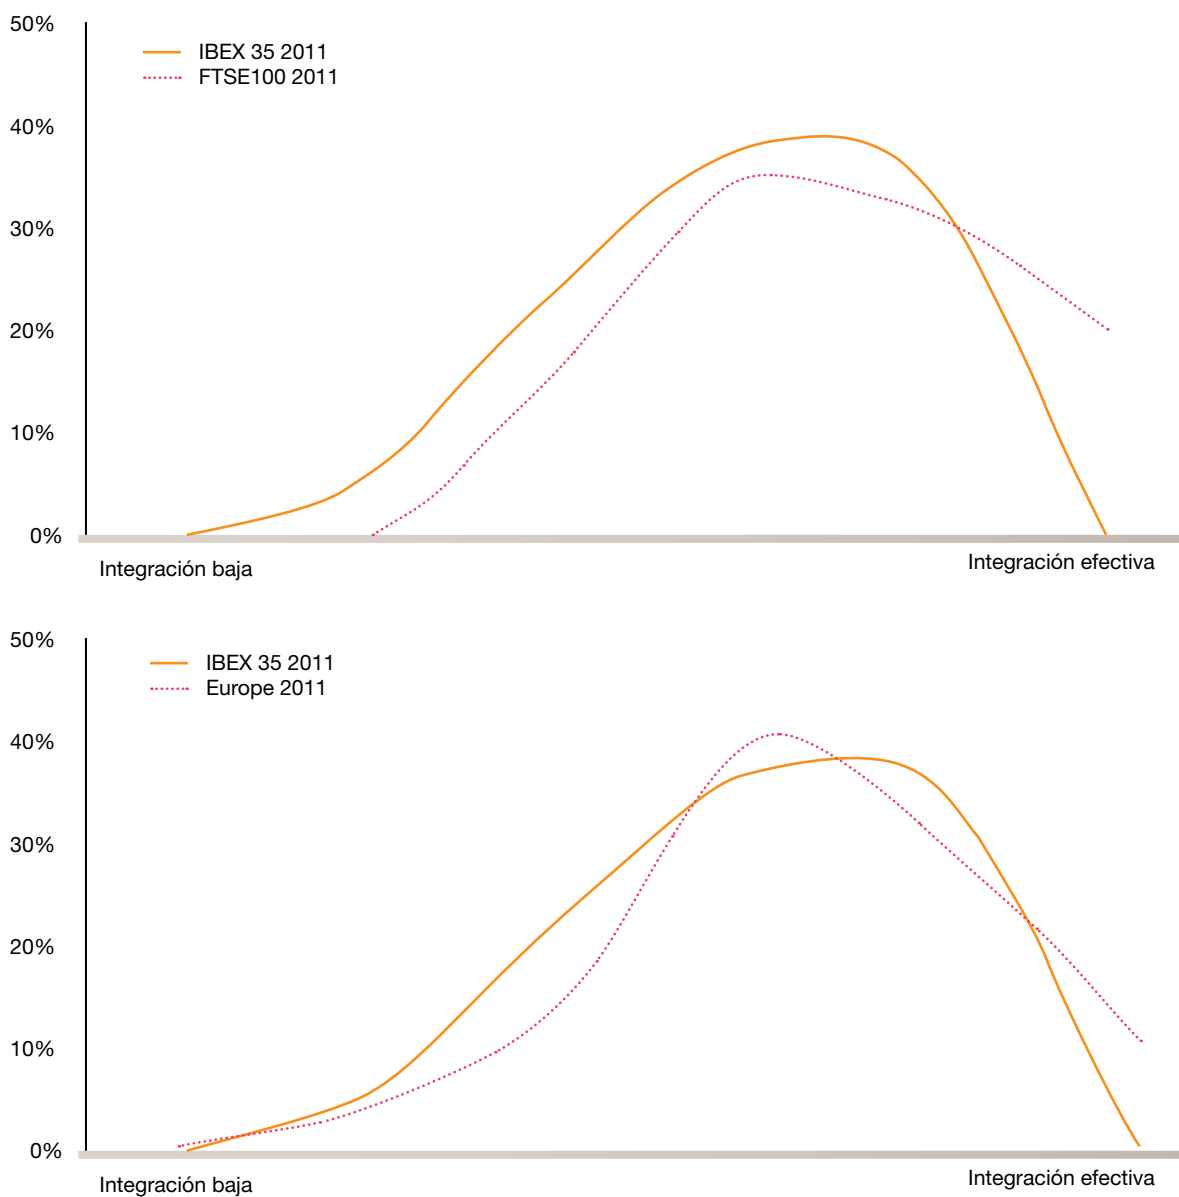 50%
IBEX 35 2011
FTSE100 2011
40%
30%
20%
10%
0%
Integración baja
Integración efectiva
50%
IBEX 35 2011
Europe 2011
40%
30%
20%
10%
0%
Integración baja
Integración efectiva